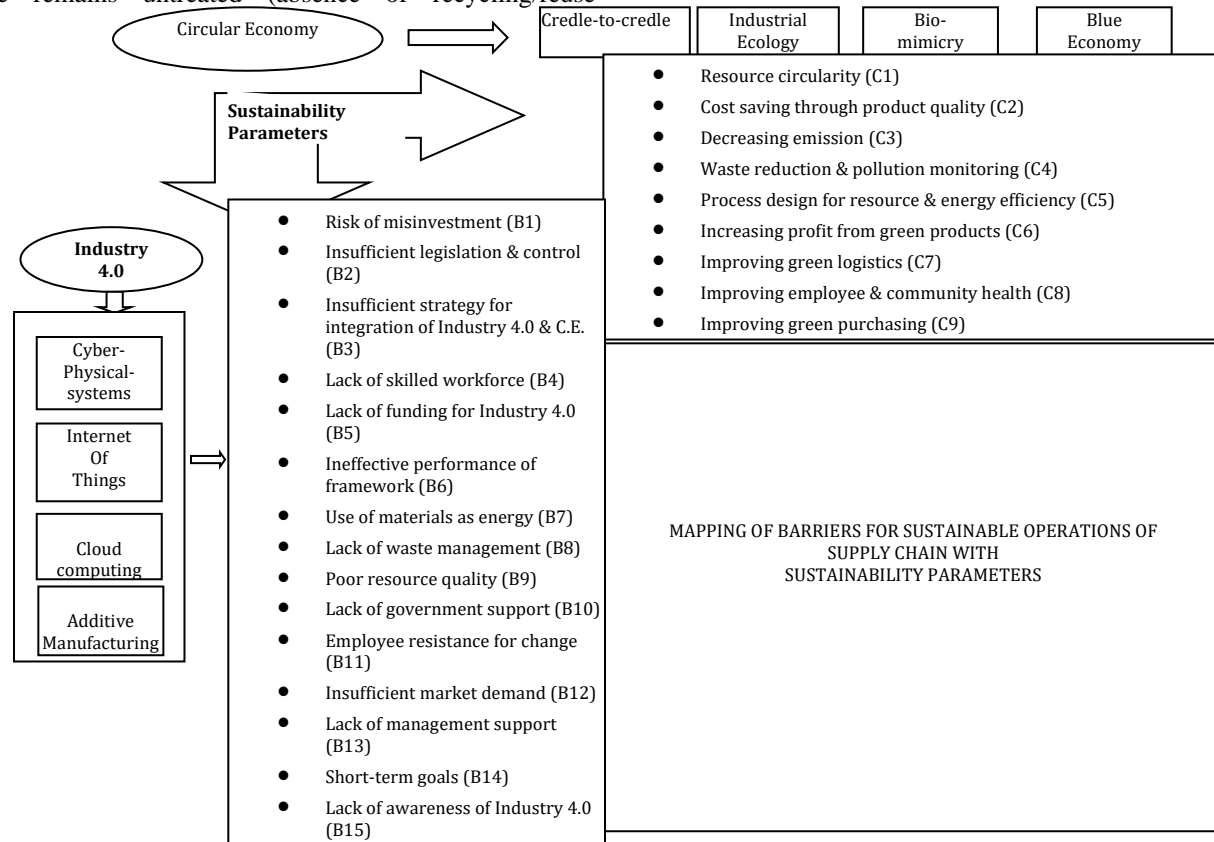 remains untreated (absence of recycling/reuse
Circular Economy
Credle-to-credle
Industrial
Ecology
Bio-
mimicry
Blue
Economy
Sustainability
Parameters
● Resource circularity (C1)
● Cost saving through product quality (C2)
● Decreasing emission (C3)
● Waste reduction & pollution monitoring (C4)
● Process design for resource & energy efficiency (C5)
● Increasing profit from green products (C6)
● Improving green logistics (C7)
● Improving employee & community health (C8)
● Improving green purchasing (C9)
Industry
4.0
Cyber-
Physical-
systems
Internet
Of
Things
Cloud
computing
Additive
Manufacturing
● Risk of misinvestment (B1)
● Insufficient legislation & control
(B2)
● Insufficient strategy for
integration of Industry 4.0 & C.E.
(B3)
● Lack of skilled workforce (B4)
● Lack of funding for Industry 4.0
(B5)
● Ineffective performance of
framework (B6)
● Use of materials as energy (B7)
● Lack of waste management (B8)
● Poor resource quality (B9)
● Lack of government support (B10)
● Employee resistance for change
(B11)
● Insufficient market demand (B12)
● Lack of management support
(B13)
● Short-term goals (B14)
● Lack of awareness of Industry 4.0
(B15)
MAPPING OF BARRIERS FOR SUSTAINABLE OPERATIONS OF
SUPPLY CHAIN WITH
SUSTAINABILITY PARAMETERS